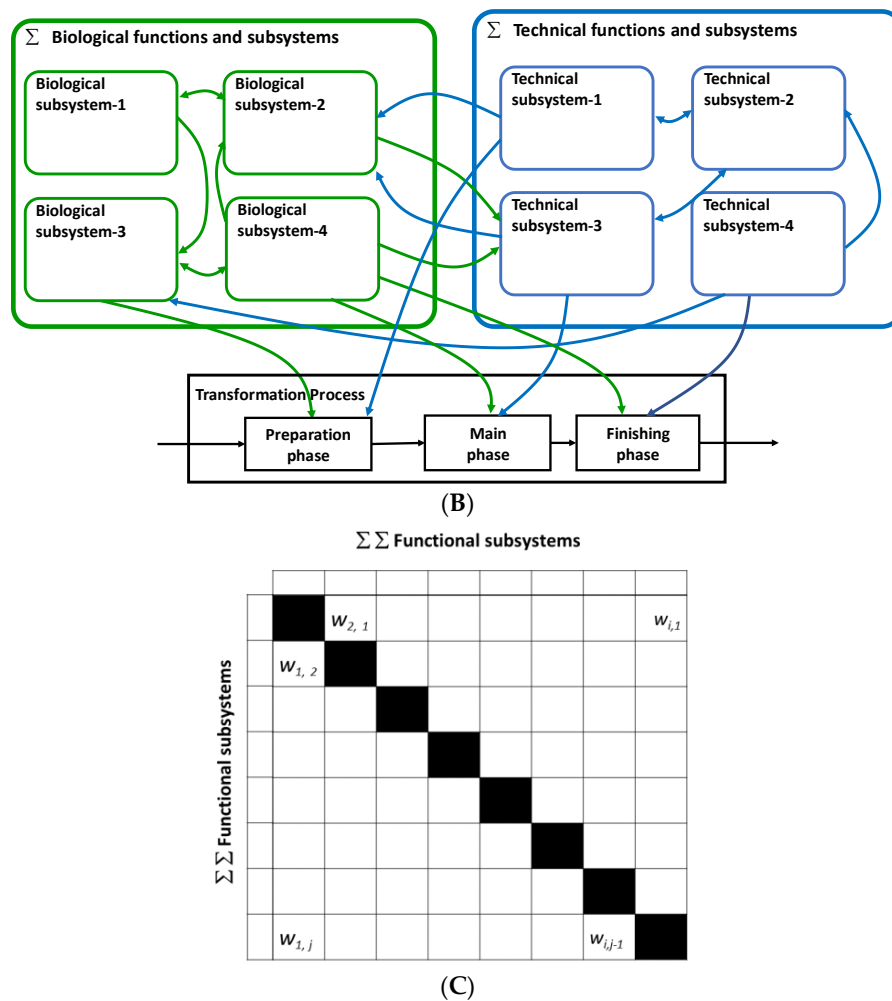 ∑ Biological functions and subsystems
∑ Technical functions and subsystems
Biological
subsystem-1
Biological
subsystem-2
Technical
subsystem-1
Technical
subsystem-2
Biological
subsystem-3
Biological
subsystem-4
Technical
subsystem-3
Technical
subsystem-4
Transformation Process
Preparation
phase
Main
phase
Finishing
phase
(B)
∑ ∑ Functional subsystems
∑ ∑ Functional subsystems
w2, 1
wi,1
w1, 2
w1, j
wi,j-1
(C)